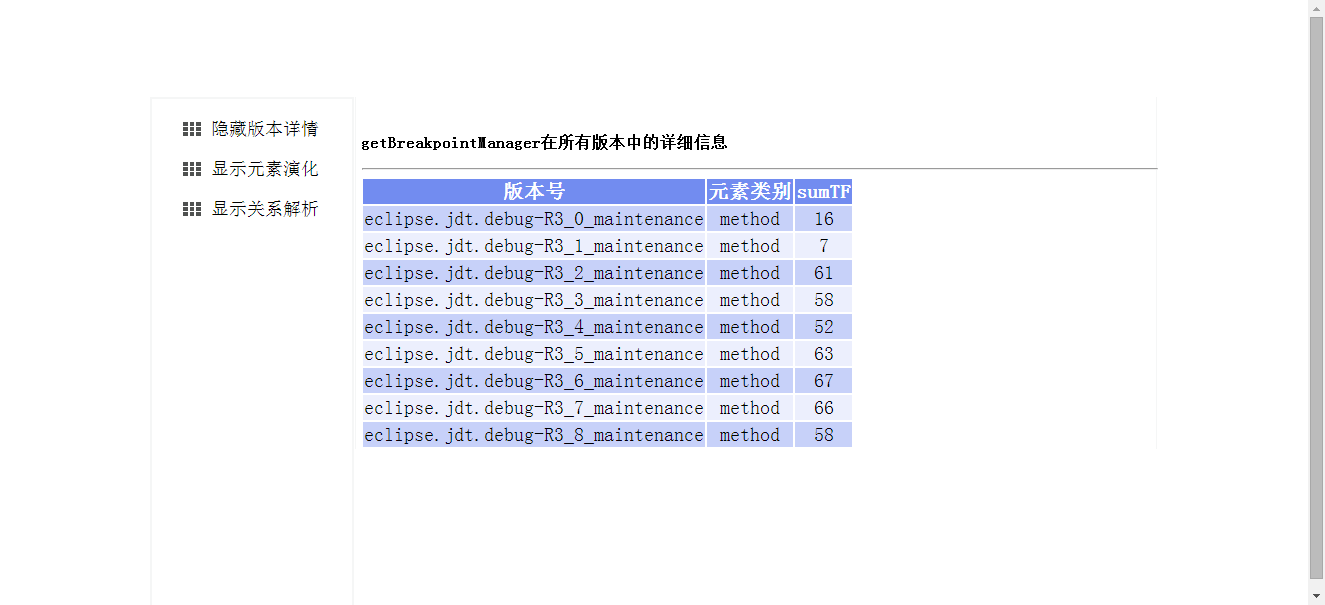 隐藏版本详情
显示元素演化
显示关系解析
getBreakpointManager在所有版本中的详细信息
版本号 元素类别 sumTF
eclipse.jdt.debug-R3_0_maintenance method 16
eclipse.jdt.debug-R3_1_maintenance method 7
eclipse.jdt.debug-R3_2_maintenance method 61
eclipse.jdt.debug-R3_3_maintenance method 58
eclipse.jdt.debug-R3_4_maintenance method 52
eclipse.jdt.debug-R3_5_maintenance method 63
eclipse.jdt.debug-R3_6_maintenance method 67
eclipse.jdt.debug-R3_7_maintenance method 66
eclipse.jdt.debug-R3_8_maintenance method 58